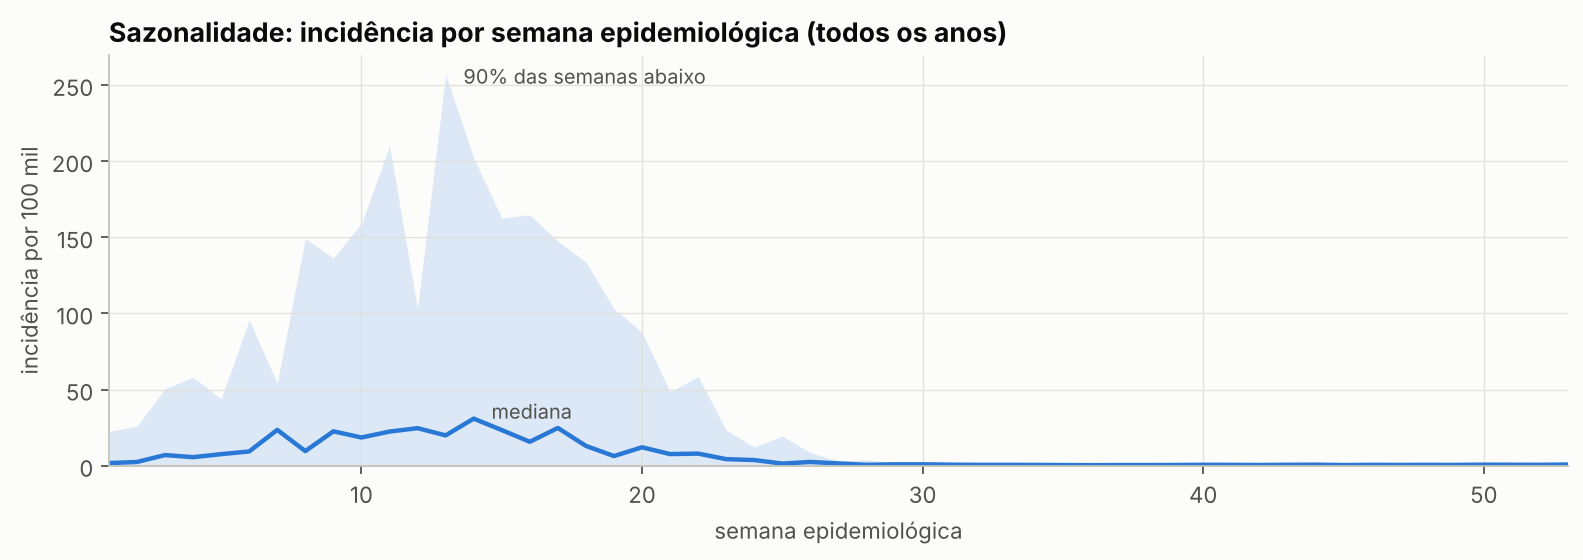 Sazonalidade: incidência por semana epidemiológica (todos os anos)
90% das semanas abaixo
250
200
150
100
50
0
incidência por 100 mil
mediana
10
20
30
40
50
semana epidemiológica